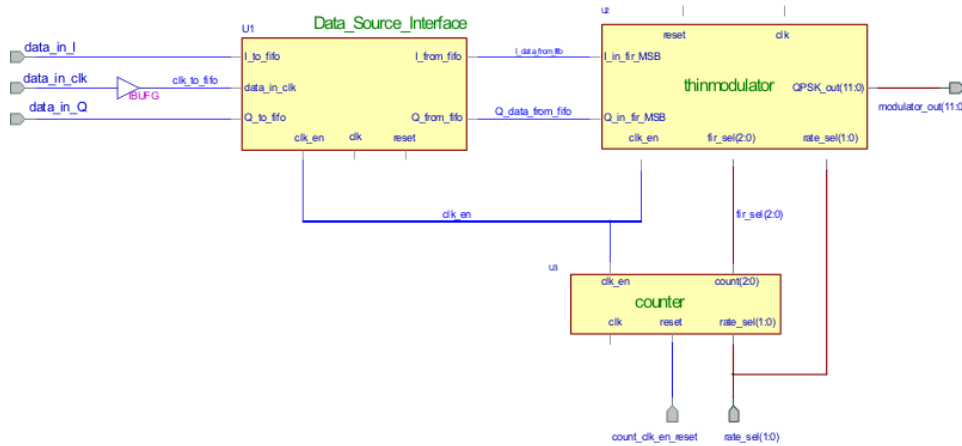 U1
Data_Source_Interface
U2
data_in_I
I_to_fifo
I_from_fifo
I_data_from_fifo
I_in_fir_MSB
reset
clk
data_in_clk
IBUFG
clk_to_fifo
data_in_clk
thinmodulator
QPSK_out(11:0)
modulator_out(11:0
data_in_Q
Q_to_fifo
Q_from_fifo
Q_data_from_fifo
Q_in_fir_MSB
clk_en
clk
reset
clk_en
fir_sel(2:0)
rate_sel(1:0)
clk_en
fir_sel(2:0)
U3
clk_en
count(2:0)
counter
clk
reset
rate_sel(1:0)
count_clk_en_reset
rate_sel(1:0)